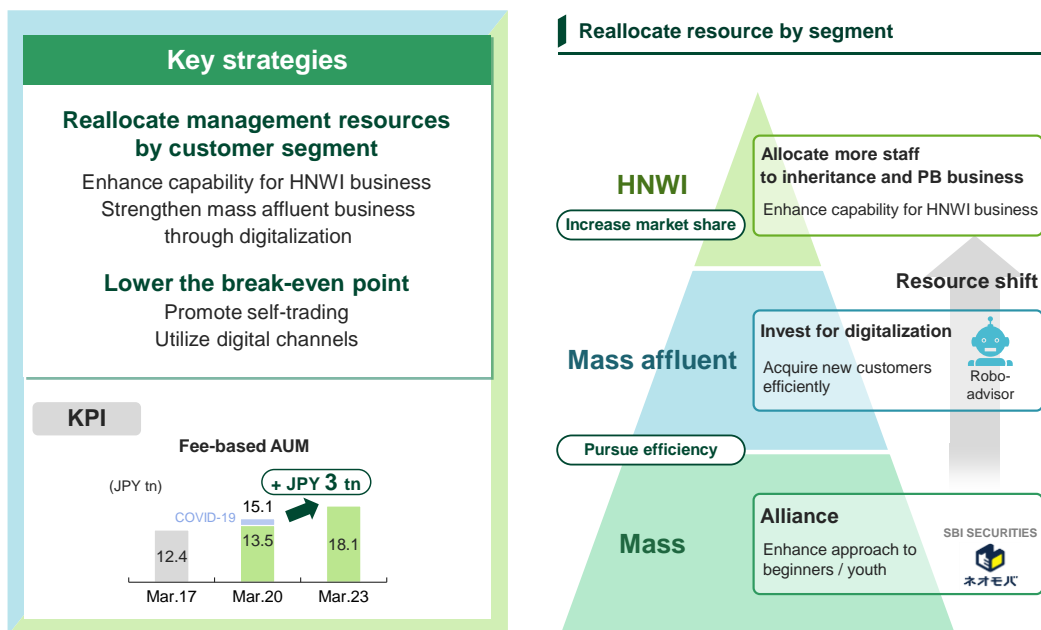 Key strategies
Reallocate management resources
by customer segment
Enhance capability for HNWI business
Strengthen mass affluent business
through digitalization
Lower the break-even point
Promote self-trading
Utilize digital channels
KPI
Fee-based AUM
(JPY tn)
+ JPY 3 tn
COVID-19
15.1
12.4
13.5
18.1
Mar.17
Mar.20
Mar.23
Reallocate resource by segment
HNWI
Increase market share
Allocate more staff
to inheritance and PB business
Enhance capability for HNWI business
Resource shift
Mass affluent
Invest for digitalization
Acquire new customers
efficiently
Robo-
advisor
Pursue efficiency
Mass
Alliance
Enhance approach to
beginners / youth
SBI SECURITIES
ネオモバ